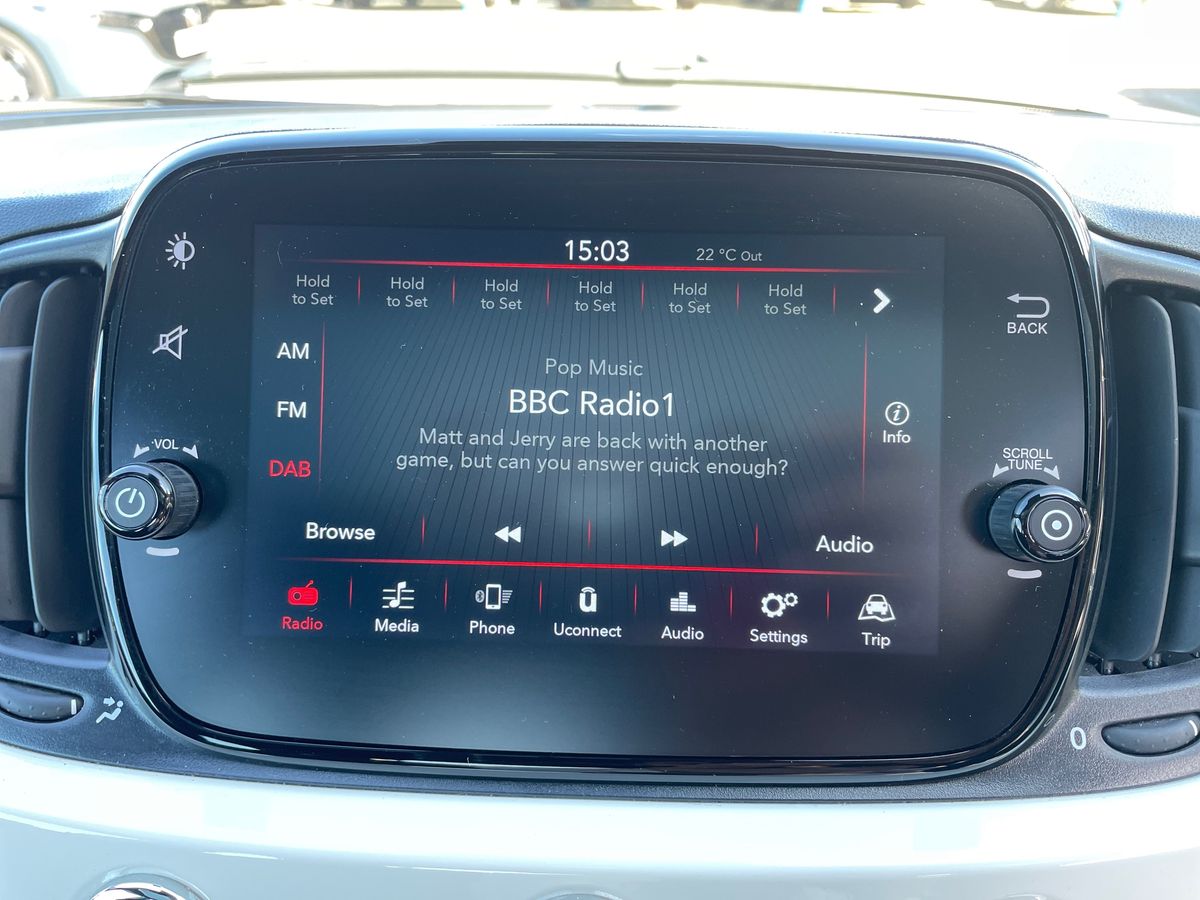 15:03
22 °C Out
Hold
to Set
Hold
to Set
Hold
to Set
Hold
to Set
Hold
to Set
Hold
to Set
BACK
AM
FM
DAB
Pop Music
BBC Radio1
Matt and Jerry are back with another
game, but can you answer quick enough?
i
Info
VOL
SCROLL
TUNE
Browse
Audio
Radio
Media
Phone
u
Uconnect
Audio
Settings
Trip
0